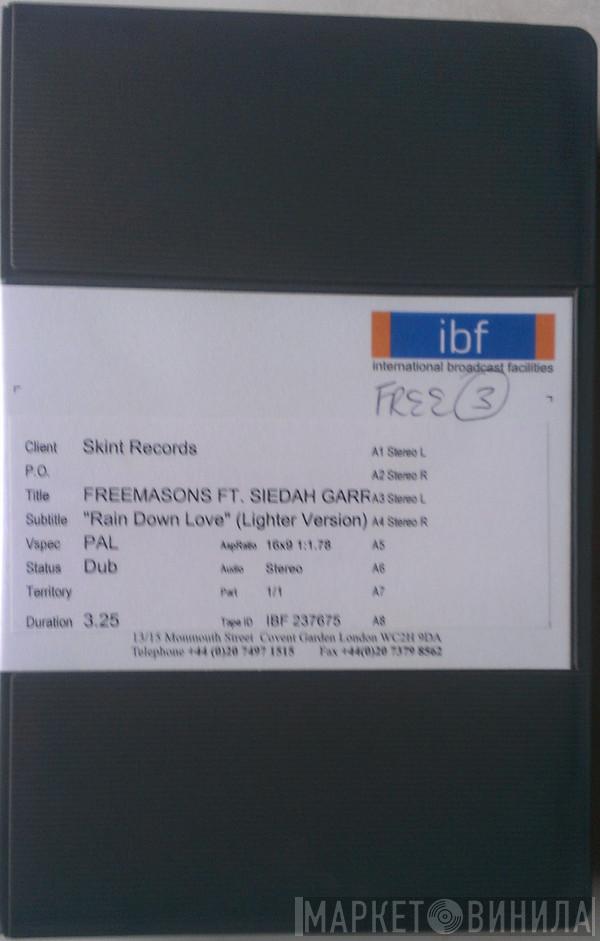 ibf
international broadcast facilities
FREE 3
Client Skint Records A1 Stereo L
P.O. A2 Stereo R
Title FREEMASONS FT. SIEDAH GARR A3 Stereo L
Subtitle "Rain Down Love" (Lighter Version) A4 Stereo R
Vspec PAL AspRatio 16x9 1:1.78 A5
Status Dub Audio Stereo A6
Territory Part 1/1 A7
Duration 3.25 Tape ID IBF 237675 A8
13/15 Monmouth Street Covent Garden London WC2H 9DA
Telephone +44 (0)20 7497 1515 Fax +44(0)20 7379 8562
МАРКЕТ ВИНИЛА